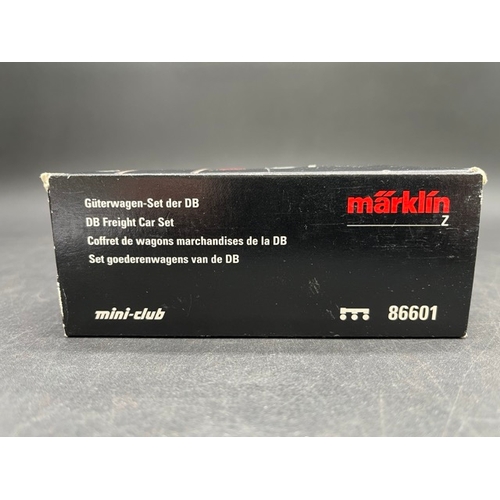 Güterwagen-Set der DB
DB Freight Car Set
Coffret de wagons marchandises de la DB
Set goederenwagens van de DB
märklin
Z
mini-club
86601